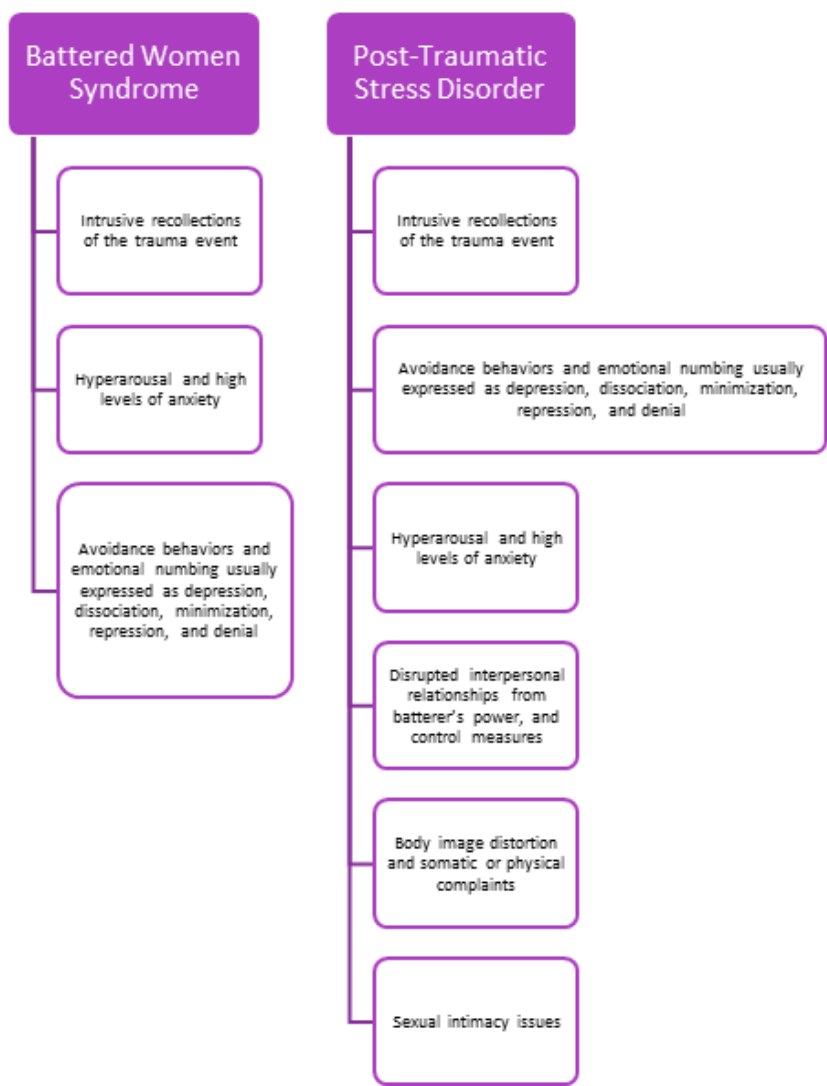 Battered Women
Syndrome
Intrusive recollections
of the trauma event
Hyperarousal and high
levels of anxiety
Avoidance behaviors and
emotional numbing usually
expressed as depression,
dissociation, minimization,
repression, and denial
Post-Traumatic
Stress Disorder
Intrusive recollections
of the trauma event
Avoidance behaviors and emotional numbing usually
expressed as depression, dissociation, minimization,
repression, and denial
Hyperarousal and high
levels of anxiety
Disrupted interpersonal
relationships from
batterer's power, and
control measures
Body image distortion
and somatic or physical
complaints
Sexual intimacy issues